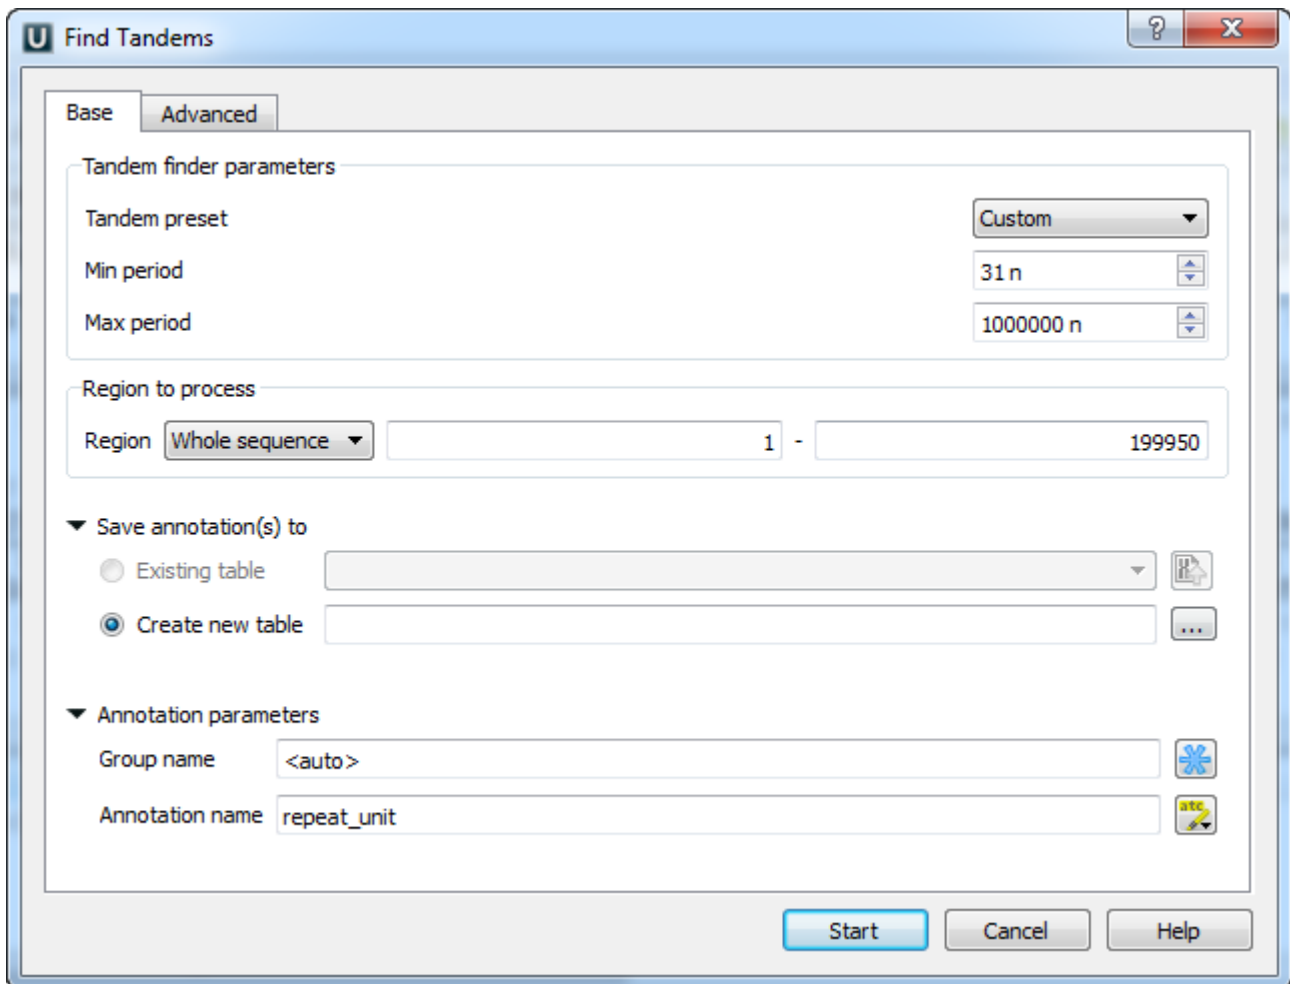 U Find Tandems ? X
Base Advanced
Tandem finder parameters
Tandem preset Custom
Min period 31 n
Max period 1000000 n
Region to process
Region Whole sequence 1 - 199950
Save annotation(s) to
Existing table
Create new table ...
Annotation parameters
Group name <auto>
Annotation name repeat_unit atc
Start Cancel Help